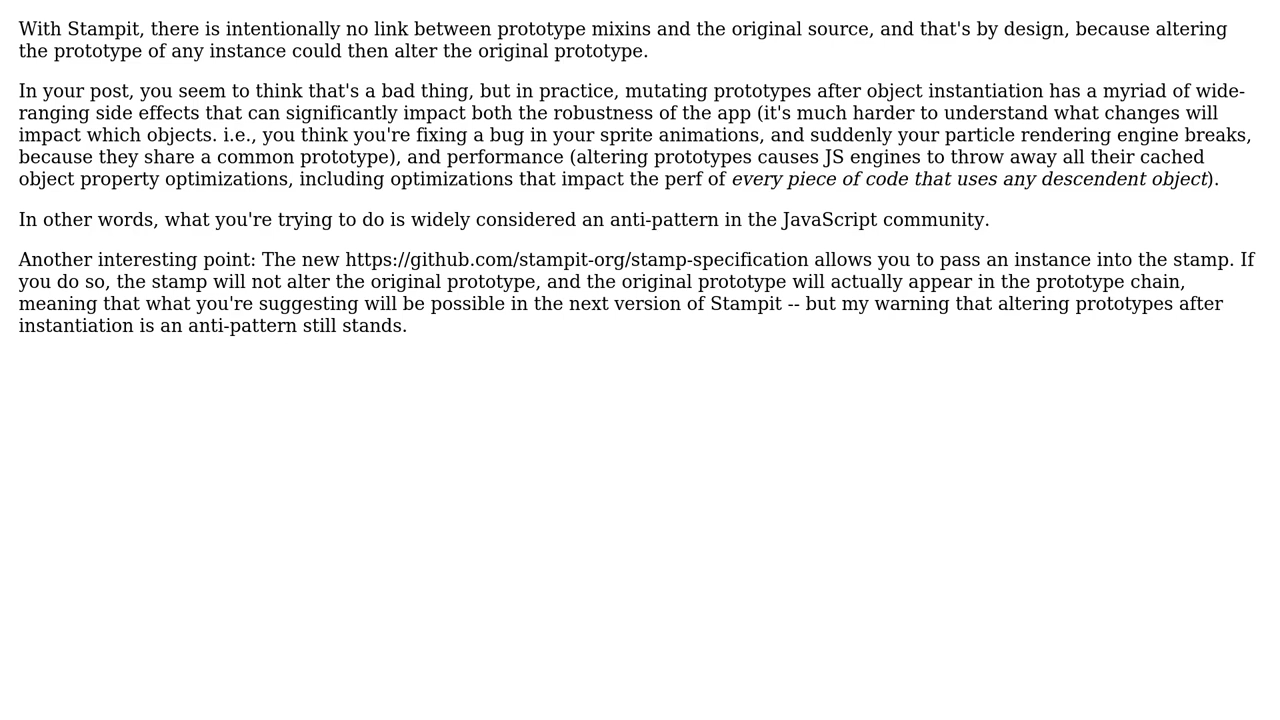 With Stampit, there is intentionally no link between prototype mixins and the original source, and that's by design, because altering
the prototype of any instance could then alter the original prototype.
In your post, you seem to think that's a bad thing, but in practice, mutating prototypes after object instantiation has a myriad of wide-
ranging side effects that can significantly impact both the robustness of the app (it's much harder to understand what changes will
impact which objects. i.e., you think you're fixing a bug in your sprite animations, and suddenly your particle rendering engine breaks,
because they share a common prototype), and performance (altering prototypes causes JS engines to throw away all their cached
object property optimizations, including optimizations that impact the perf of every piece of code that uses any descendent object).
In other words, what you're trying to do is widely considered an anti-pattern in the JavaScript community.
Another interesting point: The new https://github.com/stampit-org/stamp-specification allows you to pass an instance into the stamp. If
you do so, the stamp will not alter the original prototype, and the original prototype will actually appear in the prototype chain,
meaning that what you're suggesting will be possible in the next version of Stampit -- but my warning that altering prototypes after
instantiation is an anti-pattern still stands.